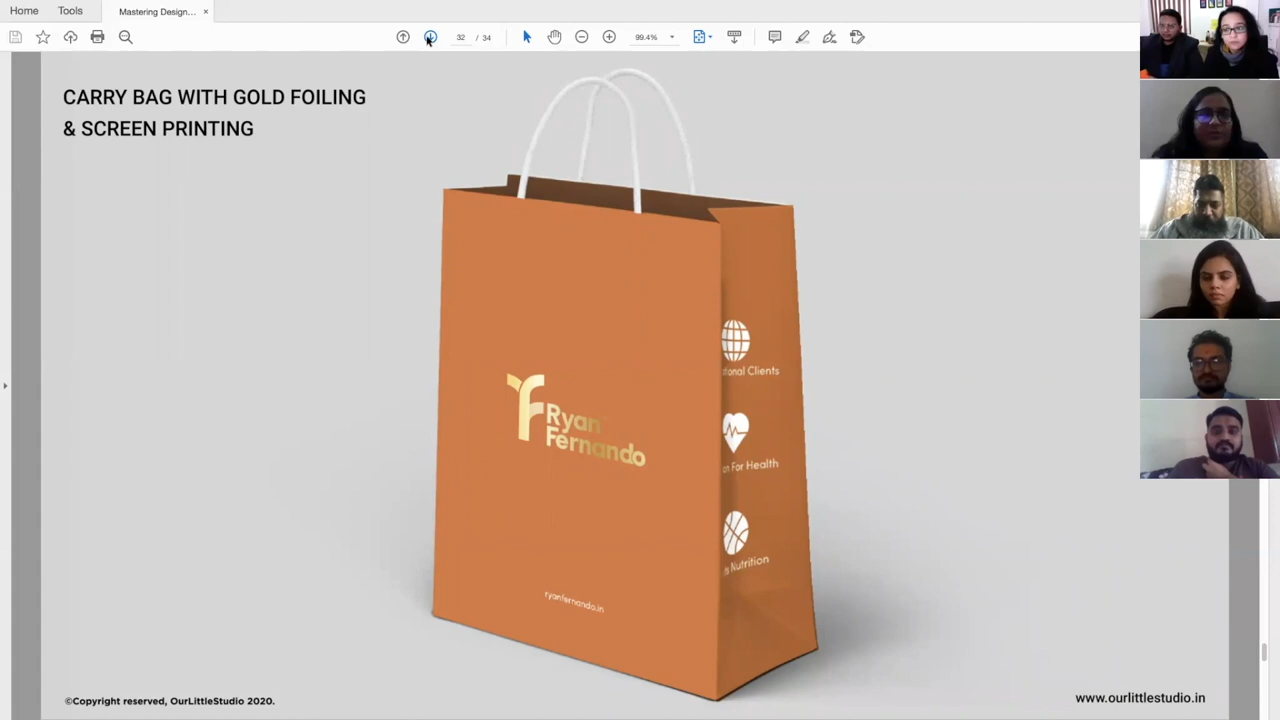 Home
Tools
Mastering Design... ×
32 / 34
99.4%
CARRY BAG WITH GOLD FOILING
& SCREEN PRINTING
Ryan
Fernando
ryanfernando.in
Clients
For Health
Nutrition
©Copyright reserved, OurLittleStudio 2020.
www.ourlittlestudio.in